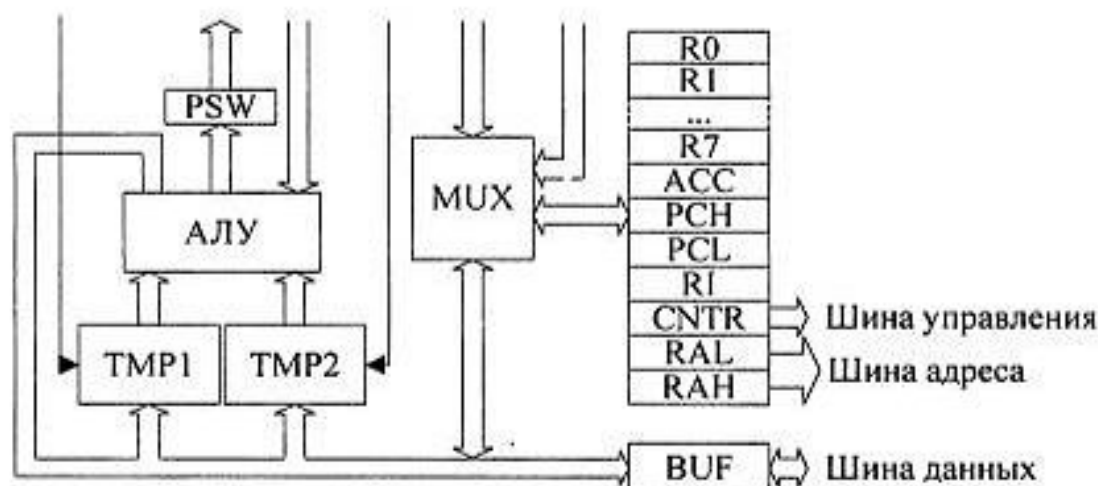 R0
PSW
R1
...
R7
MUX
ACC
АЛУ
PCH
PCL
RI
CNTR
Шина управления
TMP1
TMP2
RAL
Шина адреса
RAH
BUF
Шина данных